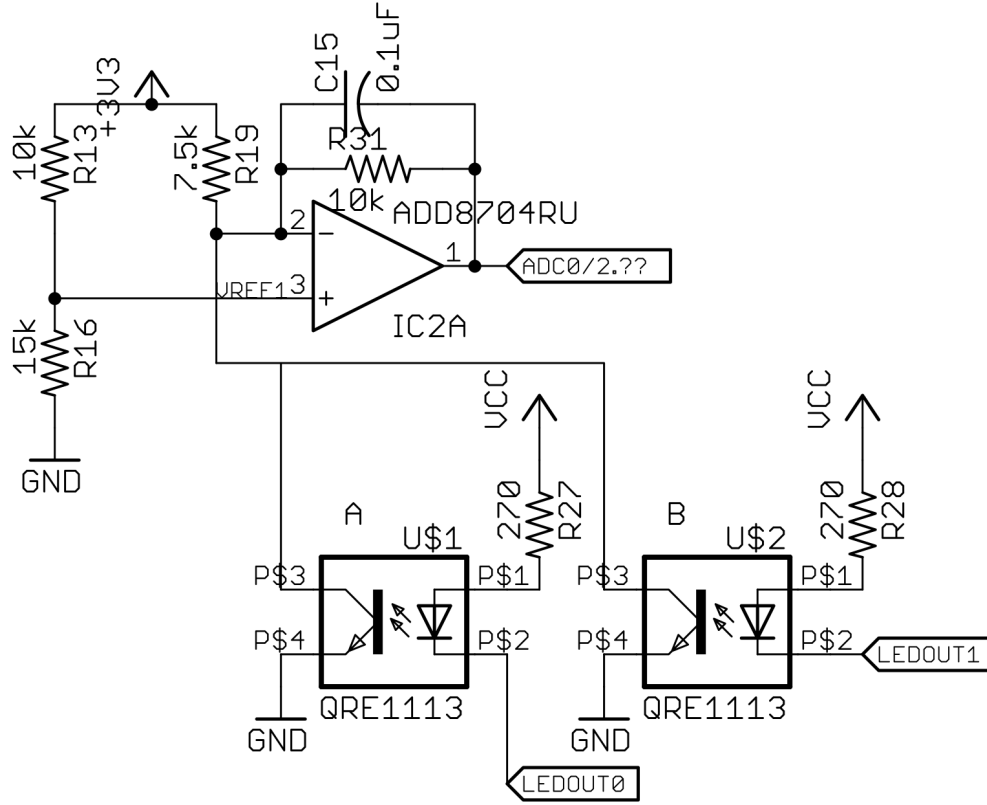 C15
0.1uF
+3V3
10k
R13
7.5k
R19
R31
10k
ADD8704RU
2
1
ADC0/2.??
VREF1
3
IC2A
15k
R16
GND
VCC
VCC
270
R27
270
R28
A
B
U$1
U$2
P$3
P$1
P$3
P$1
P$4
P$2
P$4
P$2
LEDOUT1
QRE1113
QRE1113
GND
GND
LEDOUT0